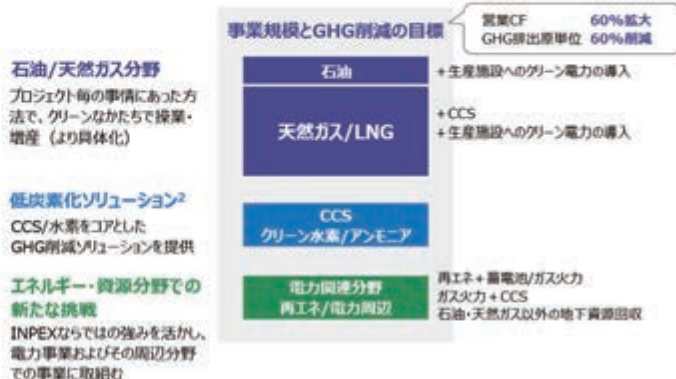 事業規模とGHG削減の目標
営業CF 60%拡大
GHG排出原単位 60%削減
石油/天然ガス分野
プロジェクト毎の事情にあった方
法で、クリーンなかたちで操業・
増産（より具体化）
石油
+生産施設へのグリーン電力の導入
天然ガス/LNG
+CCS
+生産施設へのグリーン電力の導入
低炭素化ソリューション2
CCS/水素をコアとした
GHG削減ソリューションを提供
CCS
クリーン水素/アンモニア
エネルギー・資源分野での
新たな挑戦
INPEXならではの強みを活かし、
電力事業およびその周辺分野
での事業に取組む
電力関連分野
再エネ/電力周辺
再エネ+蓄電池/ガス火力
ガス火力+CCS
石油・天然ガス以外の地下資源回収